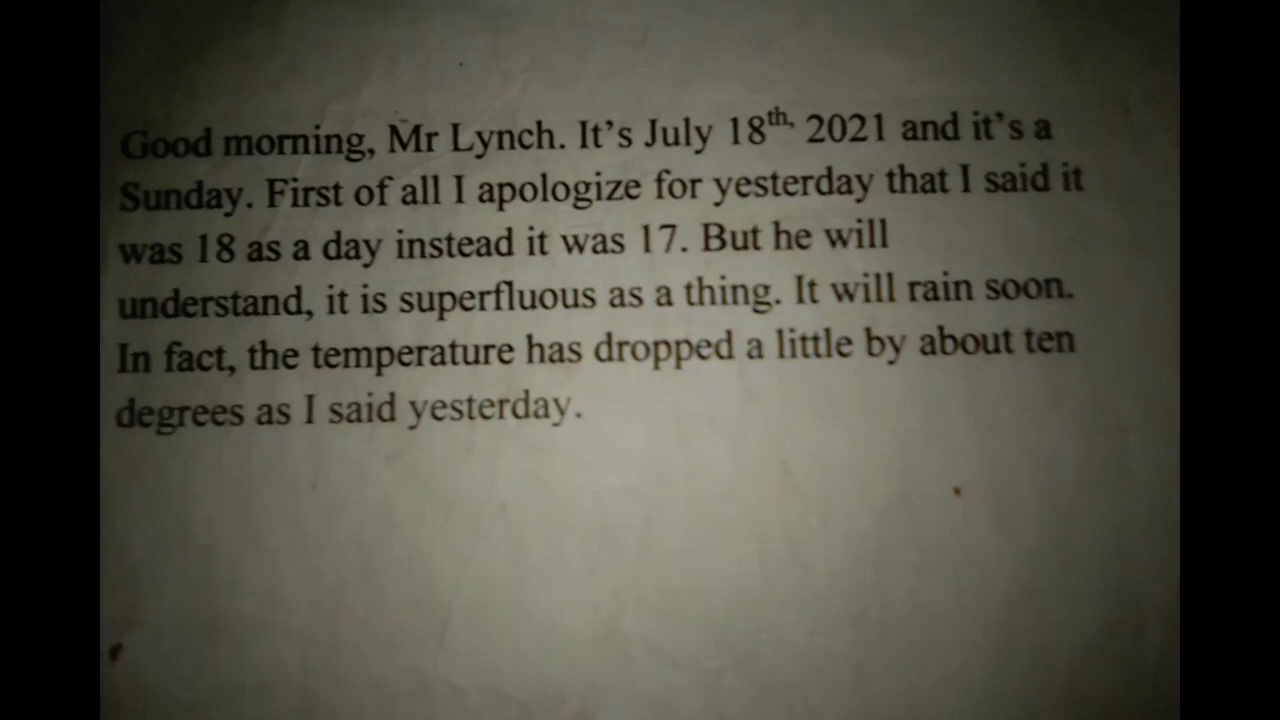 Good morning, Mr Lynch. It's July 18th, 2021 and it's a
Sunday. First of all I apologize for yesterday that I said it
was 18 as a day instead it was 17. But he will
understand, it is superfluous as a thing. It will rain soon.
In fact, the temperature has dropped a little by about ten
degrees as I said yesterday.